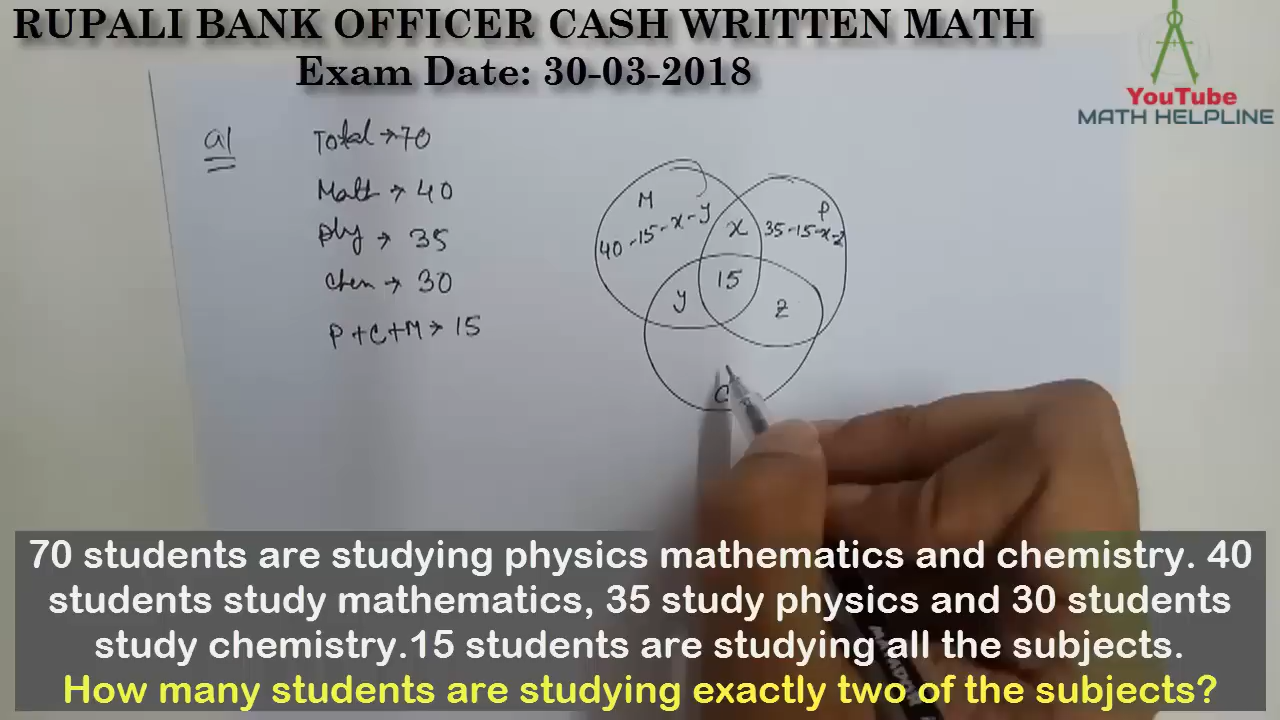 RUPALI BANK OFFICER CASH WRITTEN MATH
Exam Date: 30-03-2018
YouTube
MATH HELPLINE
a)
Total → 70
Math → 40
Phy → 35
Chem → 30
P + C + M → 15
M
P
40 - 15 - x - y
x
35 - 15 - x - z
15
y
z
C
70 students are studying physics mathematics and chemistry. 40
students study mathematics, 35 study physics and 30 students
study chemistry.15 students are studying all the subjects.
How many students are studying exactly two of the subjects?